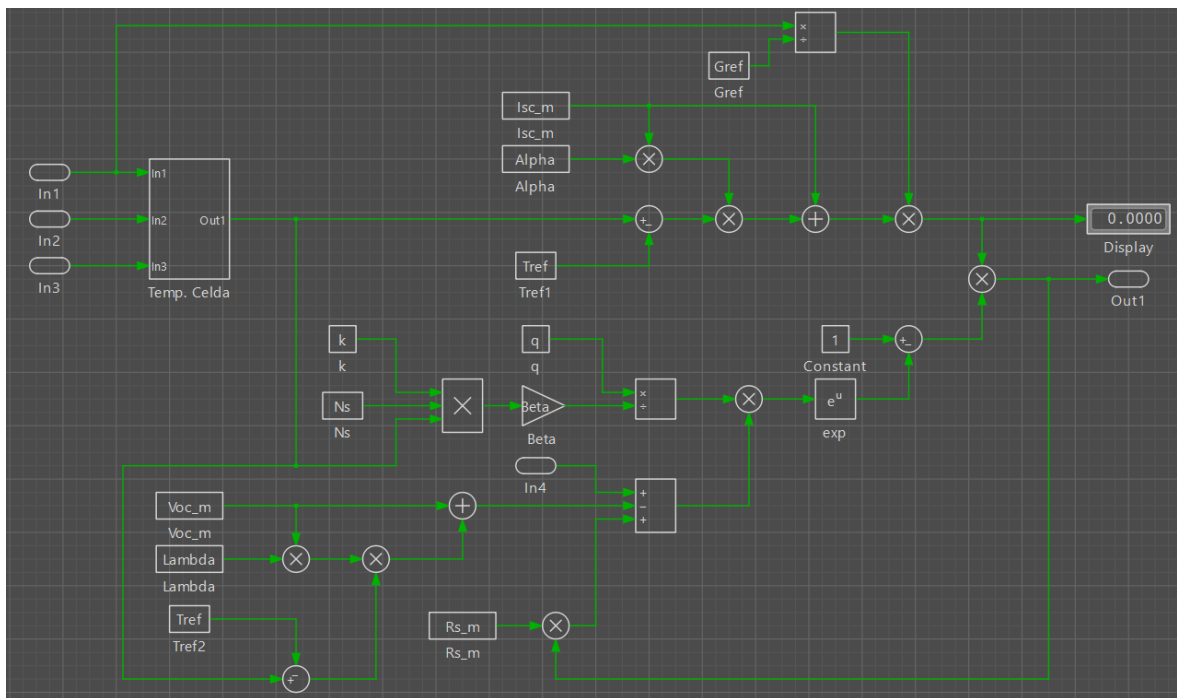 ×
÷
Gref
Gref
Isc_m
Isc_m
Alpha
Alpha
In1
In1
In2
Out1
In2
In3
In3
Temp. Celda
Tref
Tref1
0.0000
Display
Out1
k
k
q
q
1
Constant
Ns
Ns
Beta
Beta
×
÷
e^u
exp
In4
+
−
+
Voc_m
Voc_m
Lambda
Lambda
Tref
Tref2
Rs_m
Rs_m